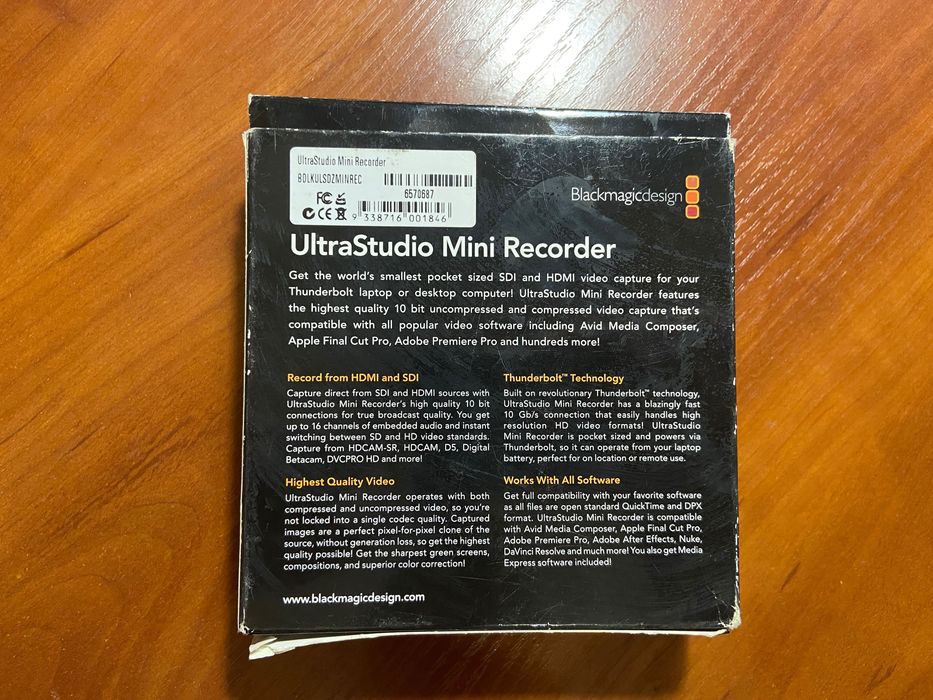 UltraStudio Mini Recorder
BDLKULSDZMINREC
6570687
FC CE
9 338716 001846
Blackmagicdesign
UltraStudio Mini Recorder
Get the world's smallest pocket sized SDI and HDMI video capture for your
Thunderbolt laptop or desktop computer! UltraStudio Mini Recorder features
the highest quality 10 bit uncompressed and compressed video capture that's
compatible with all popular video software including Avid Media Composer,
Apple Final Cut Pro, Adobe Premiere Pro and hundreds more!
Record from HDMI and SDI
Capture direct from SDI and HDMI sources with
UltraStudio Mini Recorder's high quality 10 bit
connections for true broadcast quality. You get
up to 16 channels of embedded audio and instant
switching between SD and HD video standards.
Capture from HDCAM-SR, HDCAM, D5, Digital
Betacam, DVCPRO HD and more!
Highest Quality Video
UltraStudio Mini Recorder operates with both
compressed and uncompressed video, so you're
not locked into a single codec quality. Captured
images are a perfect pixel-for-pixel clone of the
source, without generation loss, so get the highest
quality possible! Get the sharpest green screens,
compositions, and superior color correction!
Thunderbolt™ Technology
Built on revolutionary Thunderbolt™ technology,
UltraStudio Mini Recorder has a blazingly fast
10 Gb/s connection that easily handles high
resolution HD video formats! UltraStudio
Mini Recorder is pocket sized and powers via
Thunderbolt, so it can operate from your laptop
battery, perfect for on location or remote use.
Works With All Software
Get full compatibility with your favorite software
as all files are open standard QuickTime and DPX
format. UltraStudio Mini Recorder is compatible
with Avid Media Composer, Apple Final Cut Pro,
Adobe Premiere Pro, Adobe After Effects, Nuke,
DaVinci Resolve and much more! You also get Media
Express software included!
www.blackmagicdesign.com